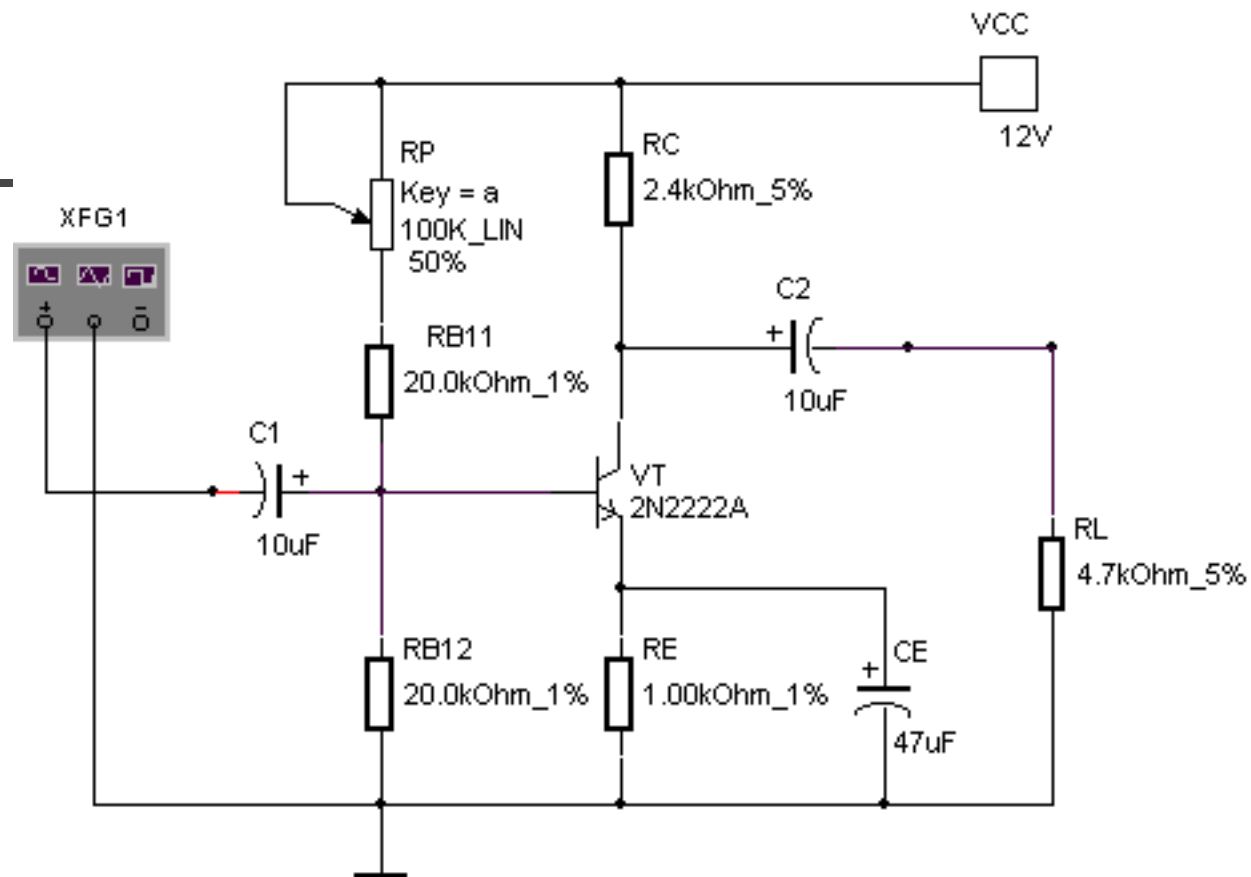 VCC
12V
RC
2.4kOhm_5%
RP
Key = a
100K_LIN
50%
XFG1
+
-
C2
+
10uF
RB11
20.0kOhm_1%
C1
+
10uF
VT
2N2222A
RL
4.7kOhm_5%
RB12
20.0kOhm_1%
RE
1.00kOhm_1%
CE
+
47uF